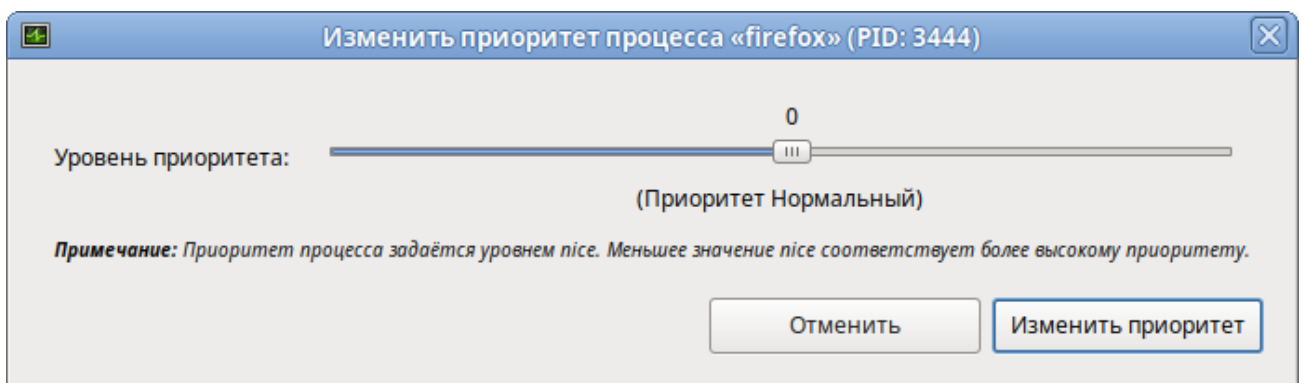 Изменить приоритет процесса «firefox» (PID: 3444)
0
Уровень приоритета:
(Приоритет Нормальный)
Примечание: Приоритет процесса задаётся уровнем nice. Меньшее значение nice соответствует более высокому приоритету.
Отменить
Изменить приоритет